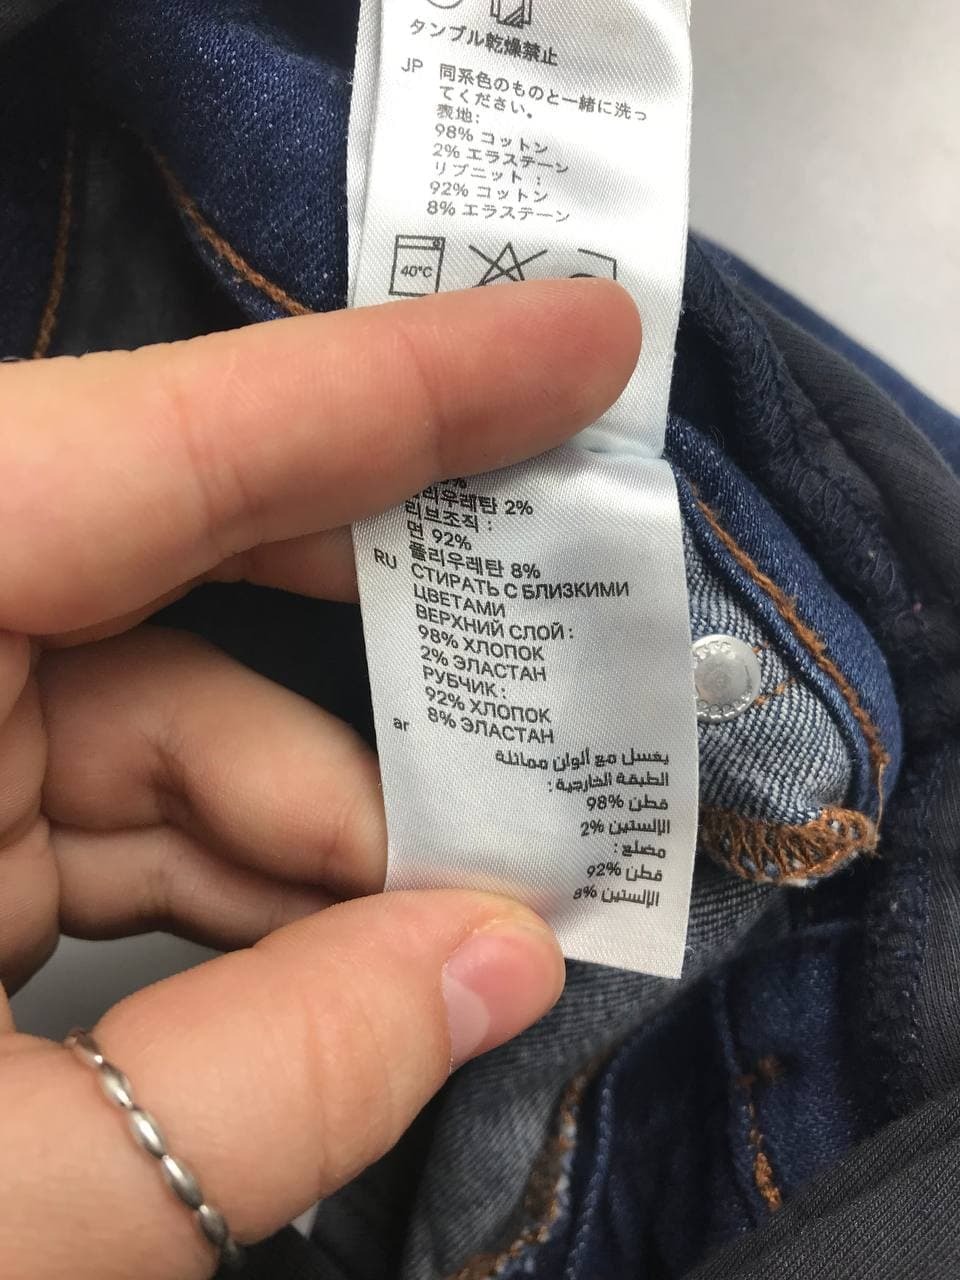 タンブル乾燥禁止
JP 同系色のものと一緒に洗っ
てください。
表地:
98% コットン
2% エラステーン
リブニット :
92% コットン
8% エラステーン
40°C
리우레탄 2%
리브조직 :
면 92%
폴리우레탄 8%
RU СТИРАТЬ С БЛИЗКИМИ
ЦВЕТАМИ
ВЕРХНИЙ СЛОЙ:
98% ХЛОПОК
2% ЭЛАСТАН
РУБЧИК:
92% ХЛОПОК
8% ЭЛАСТАН
ar يغسل مع ألوان مماثلة
الطبقة الخارجية:
قطن %98
الإلستين %2
مضلع:
قطن %92
الإلستين %8